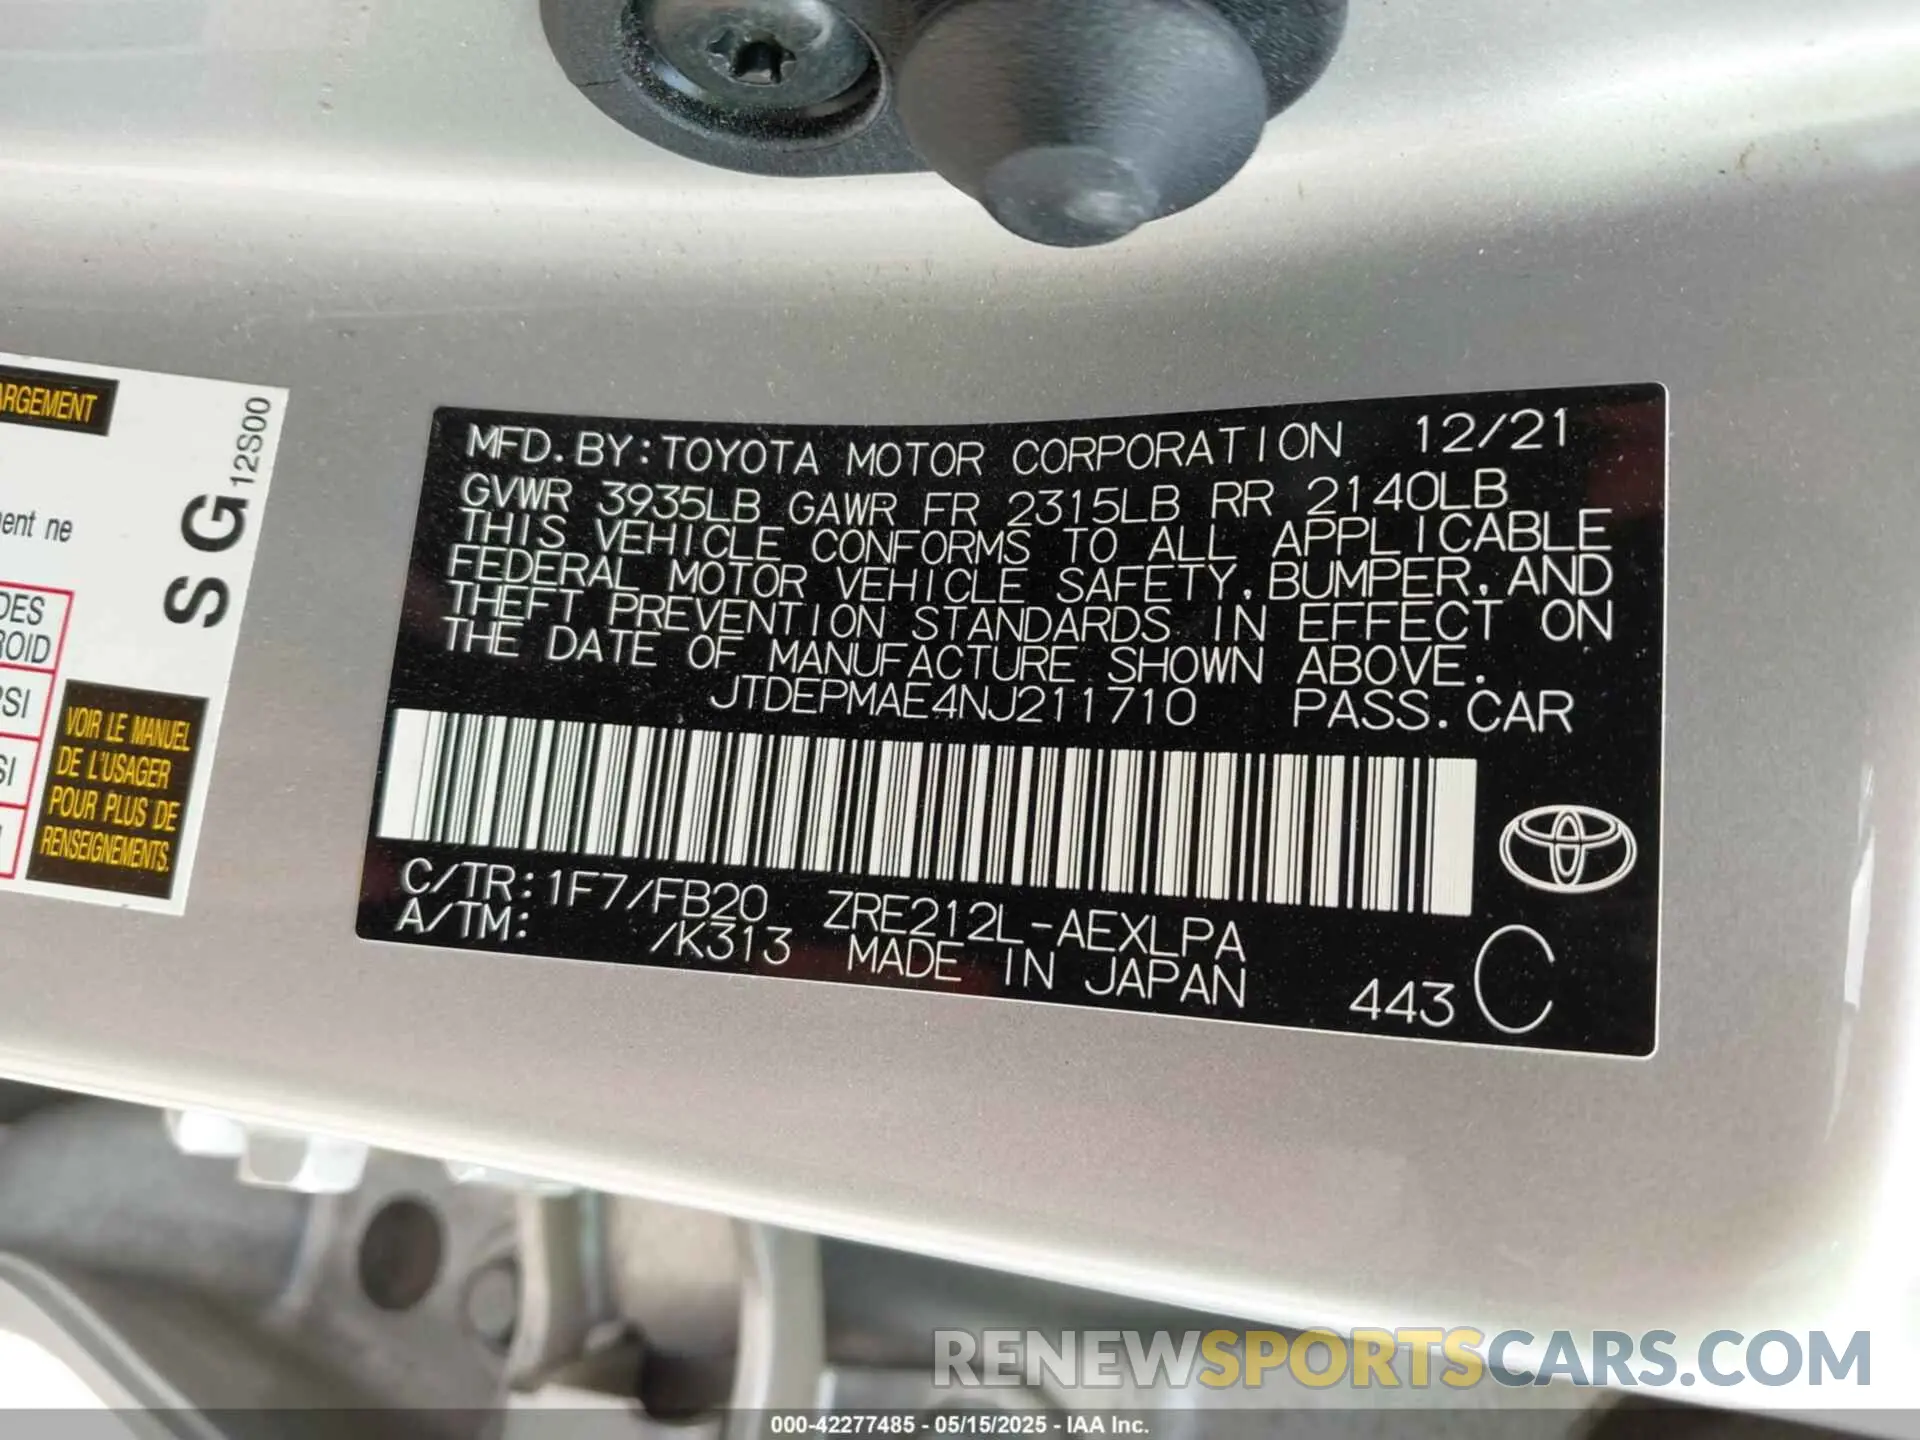 ARGEMENT
12S00
S G
ent ne
DES
ROID
PSI
SI
VOIR LE MANUEL
DE L'USAGER
POUR PLUS DE
RENSEIGNEMENTS.
MFD. BY: TOYOTA MOTOR CORPORATION 12/21
GVWR 3935LB GAWR FR 2315LB RR 2140LB
THIS VEHICLE CONFORMS TO ALL APPLICABLE
FEDERAL MOTOR VEHICLE SAFETY, BUMPER, AND
THEFT PREVENTION STANDARDS IN EFFECT ON
THE DATE OF MANUFACTURE SHOWN ABOVE.
JTDEPMAE4NJ211710 PASS. CAR
C/TR: 1F7/FB20 ZRE212L-AEXLPA
A/TM: /K313 MADE IN JAPAN 443 C
RENEWSPORTSCARS.COM
000-42277485 - 05/15/2025 - IAA Inc.